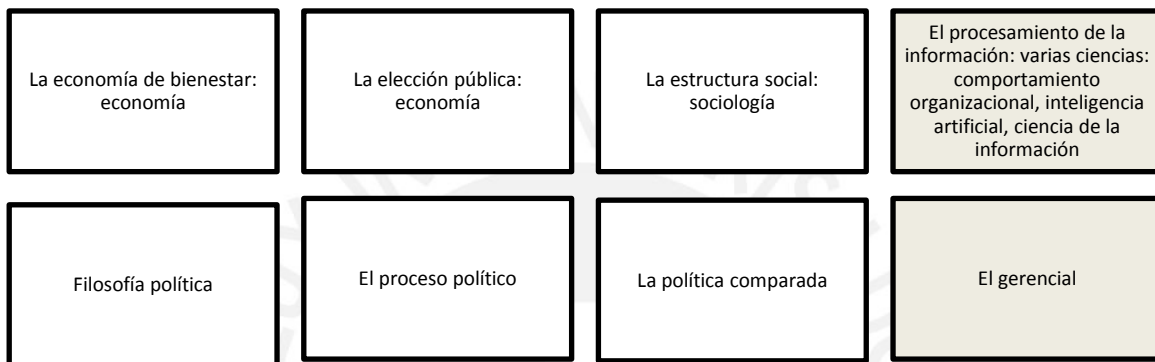 La economía de bienestar:
economía
La elección pública:
economía
La estructura social:
sociología
El procesamiento de la
información: varias ciencias:
comportamiento
organizacional, inteligencia
artificial, ciencia de la
información
Filosofía política
El proceso político
La política comparada
El gerencial